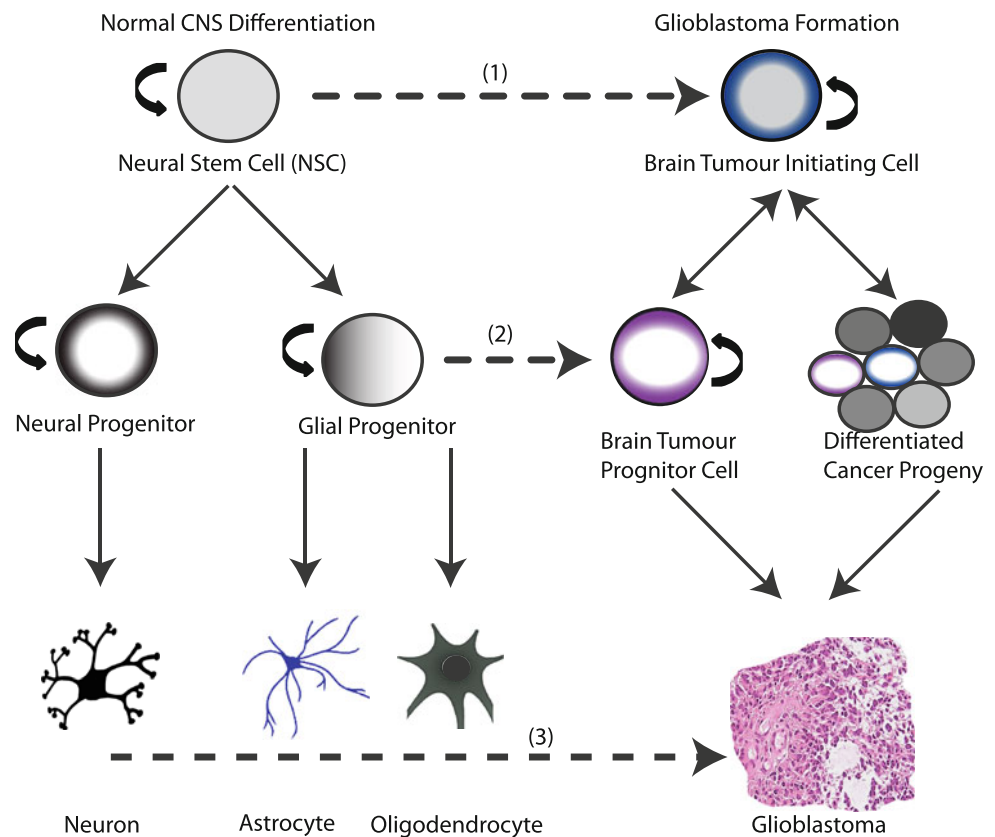 Normal CNS Differentiation
Glioblastoma Formation
(1)
Neural Stem Cell (NSC)
Brain Tumour Initiating Cell
(2)
Neural Progenitor
Glial Progenitor
Brain Tumour
Prognitor Cell
Differentiated
Cancer Progeny
(3)
Neuron
Astrocyte
Oligodendrocyte
Glioblastoma